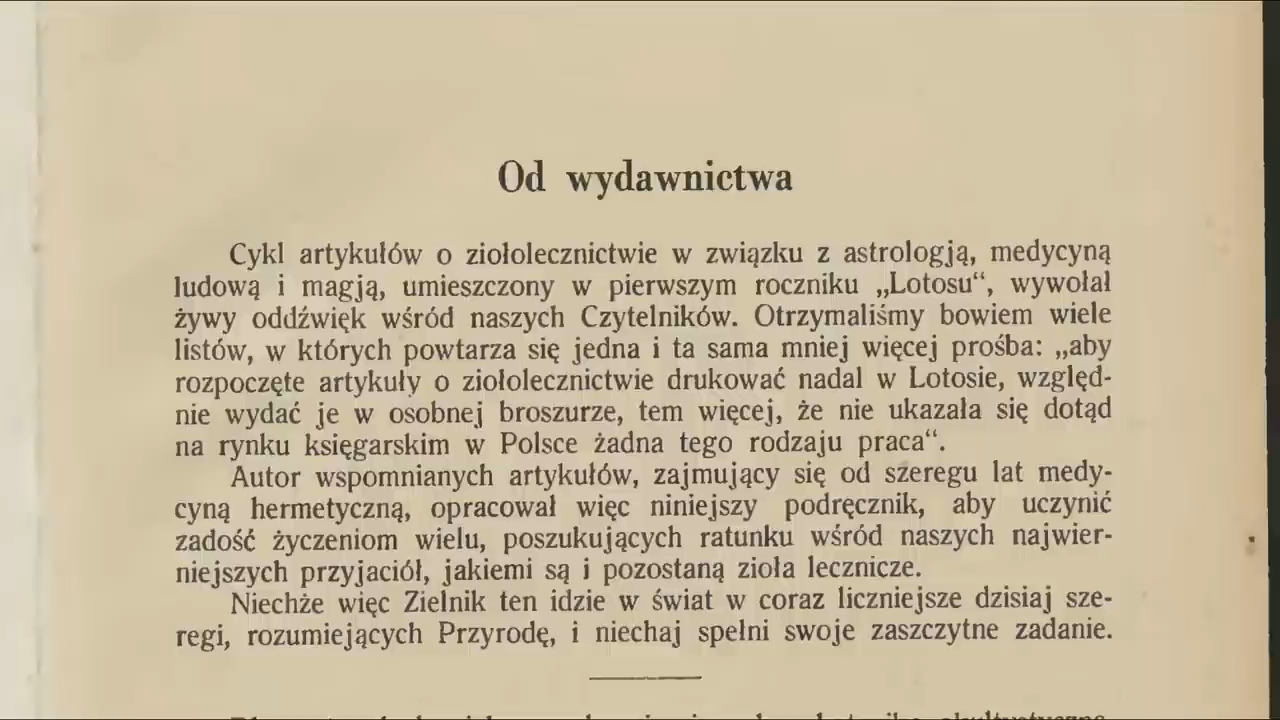 Od wydawnictwa
Cykl artykułów o ziołolecznictwie w związku z astrologją, medycyną
ludową i magją, umieszczony w pierwszym roczniku „Lotosu“, wywołał
żywy oddźwięk wśród naszych Czytelników. Otrzymaliśmy bowiem wiele
listów, w których powtarza się jedna i ta sama mniej więcej prośba: „aby
rozpoczęte artykuły o ziołolecznictwie drukować nadal w Lotosie, względ-
nie wydać je w osobnej broszurze, tem więcej, że nie ukazała się dotąd
na rynku księgarskim w Polsce żadna tego rodzaju praca“.
Autor wspomnianych artykułów, zajmujący się od szeregu lat medy-
cyną hermetyczną, opracował więc niniejszy podręcznik, aby uczynić
zadość życzeniom wielu, poszukujących ratunku wśród naszych najwier-
niejszych przyjaciół, jakiemi są i pozostaną zioła lecznicze.
Niechże więc Zielnik ten idzie w świat w coraz liczniejsze dzisiaj sze-
regi, rozumiejących Przyrodę, i niechaj spełni swoje zaszczytne zadanie.